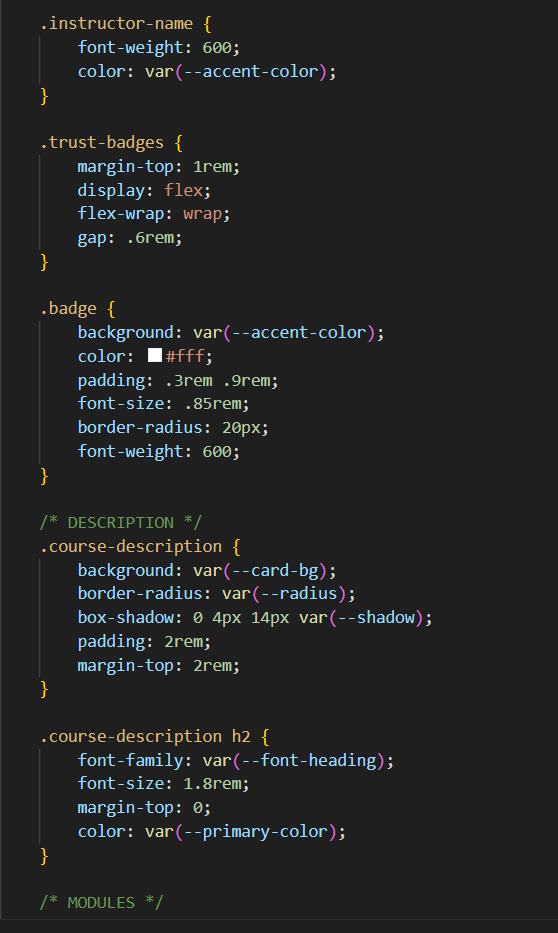 .instructor-name {
    font-weight: 600;
    color: var(--accent-color);
}

.trust-badges {
    margin-top: 1rem;
    display: flex;
    flex-wrap: wrap;
    gap: .6rem;
}

.badge {
    background: var(--accent-color);
    color: #fff;
    padding: .3rem .9rem;
    font-size: .85rem;
    border-radius: 20px;
    font-weight: 600;
}

/* DESCRIPTION */
.course-description {
    background: var(--card-bg);
    border-radius: var(--radius);
    box-shadow: 0 4px 14px var(--shadow);
    padding: 2rem;
    margin-top: 2rem;
}

.course-description h2 {
    font-family: var(--font-heading);
    font-size: 1.8rem;
    margin-top: 0;
    color: var(--primary-color);
}

/* MODULES */